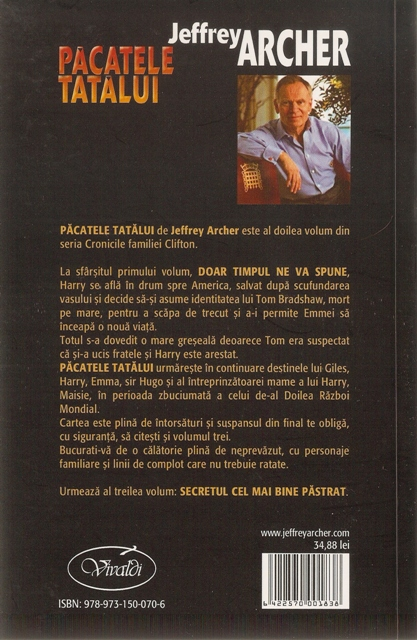 Jeffrey ARCHER
PĂCATELE
TATĂLUI
PĂCATELE TATĂLUI de Jeffrey Archer este al doilea volum din
seria Cronicile familiei Clifton.
La sfârșitul primului volum, DOAR TIMPUL NE VA SPUNE,
Harry se află în drum spre America, salvat după scufundarea
vasului și decide să-și asume identitatea lui Tom Bradshaw, mort
pe mare, pentru a scăpa de trecut și a-i permite Emmei să
înceapă o nouă viață.
Totul s-a dovedit o mare greșeală deoarece Tom era suspectat
că și-a ucis fratele și Harry este arestat.
PĂCATELE TATĂLUI urmărește în continuare destinele lui Giles,
Harry, Emma, sir Hugo și al întreprinzătoarei mame a lui Harry,
Maisie, în perioada zbuciumată a celui de-al Doilea Război
Mondial.
Cartea este plină de întorsături și suspansul din final te obligă,
cu siguranță, să citești și volumul trei.
Bucurati-vă de o călătorie plină de neprevăzut, cu personaje
familiare și linii de complot care nu trebuie ratate.
Urmează al treilea volum: SECRETUL CEL MAI BINE PĂSTRAT.
www.jeffreyarcher.com
34,88 lei
Vivaldi
ISBN: 978-973-150-070-6
6 422570 001636